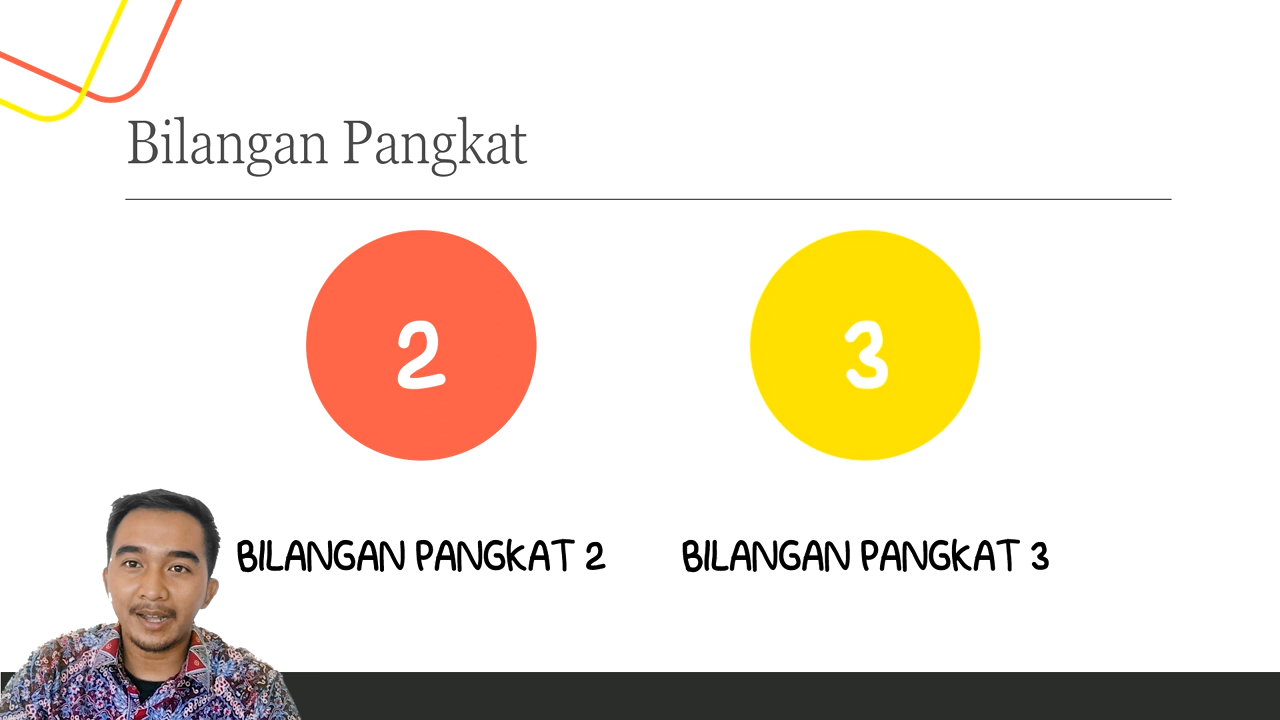 Bilangan Pangkat
2
3
BILANGAN PANGKAT 2
BILANGAN PANGKAT 3